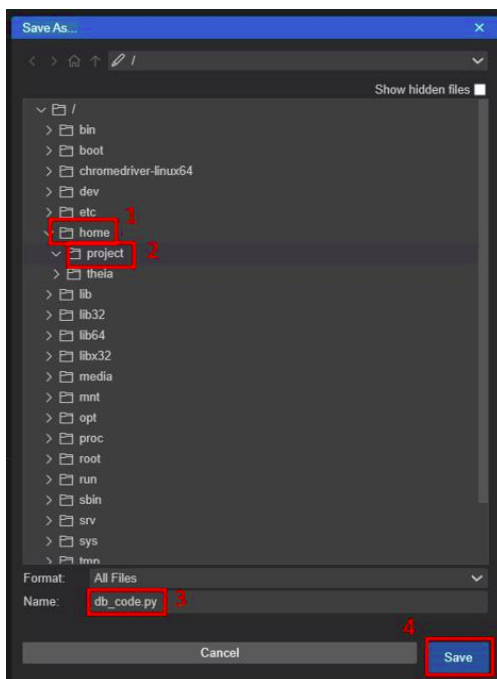 Save As...
/
Show hidden files
/
bin
boot
chromedriver-linux64
dev
etc
1
home
project 2
theia
lib
lib32
lib64
libx32
media
mnt
opt
proc
root
run
sbin
srv
sys
tmp
Format: All Files
Name: db_code.py 3
4
Cancel Save